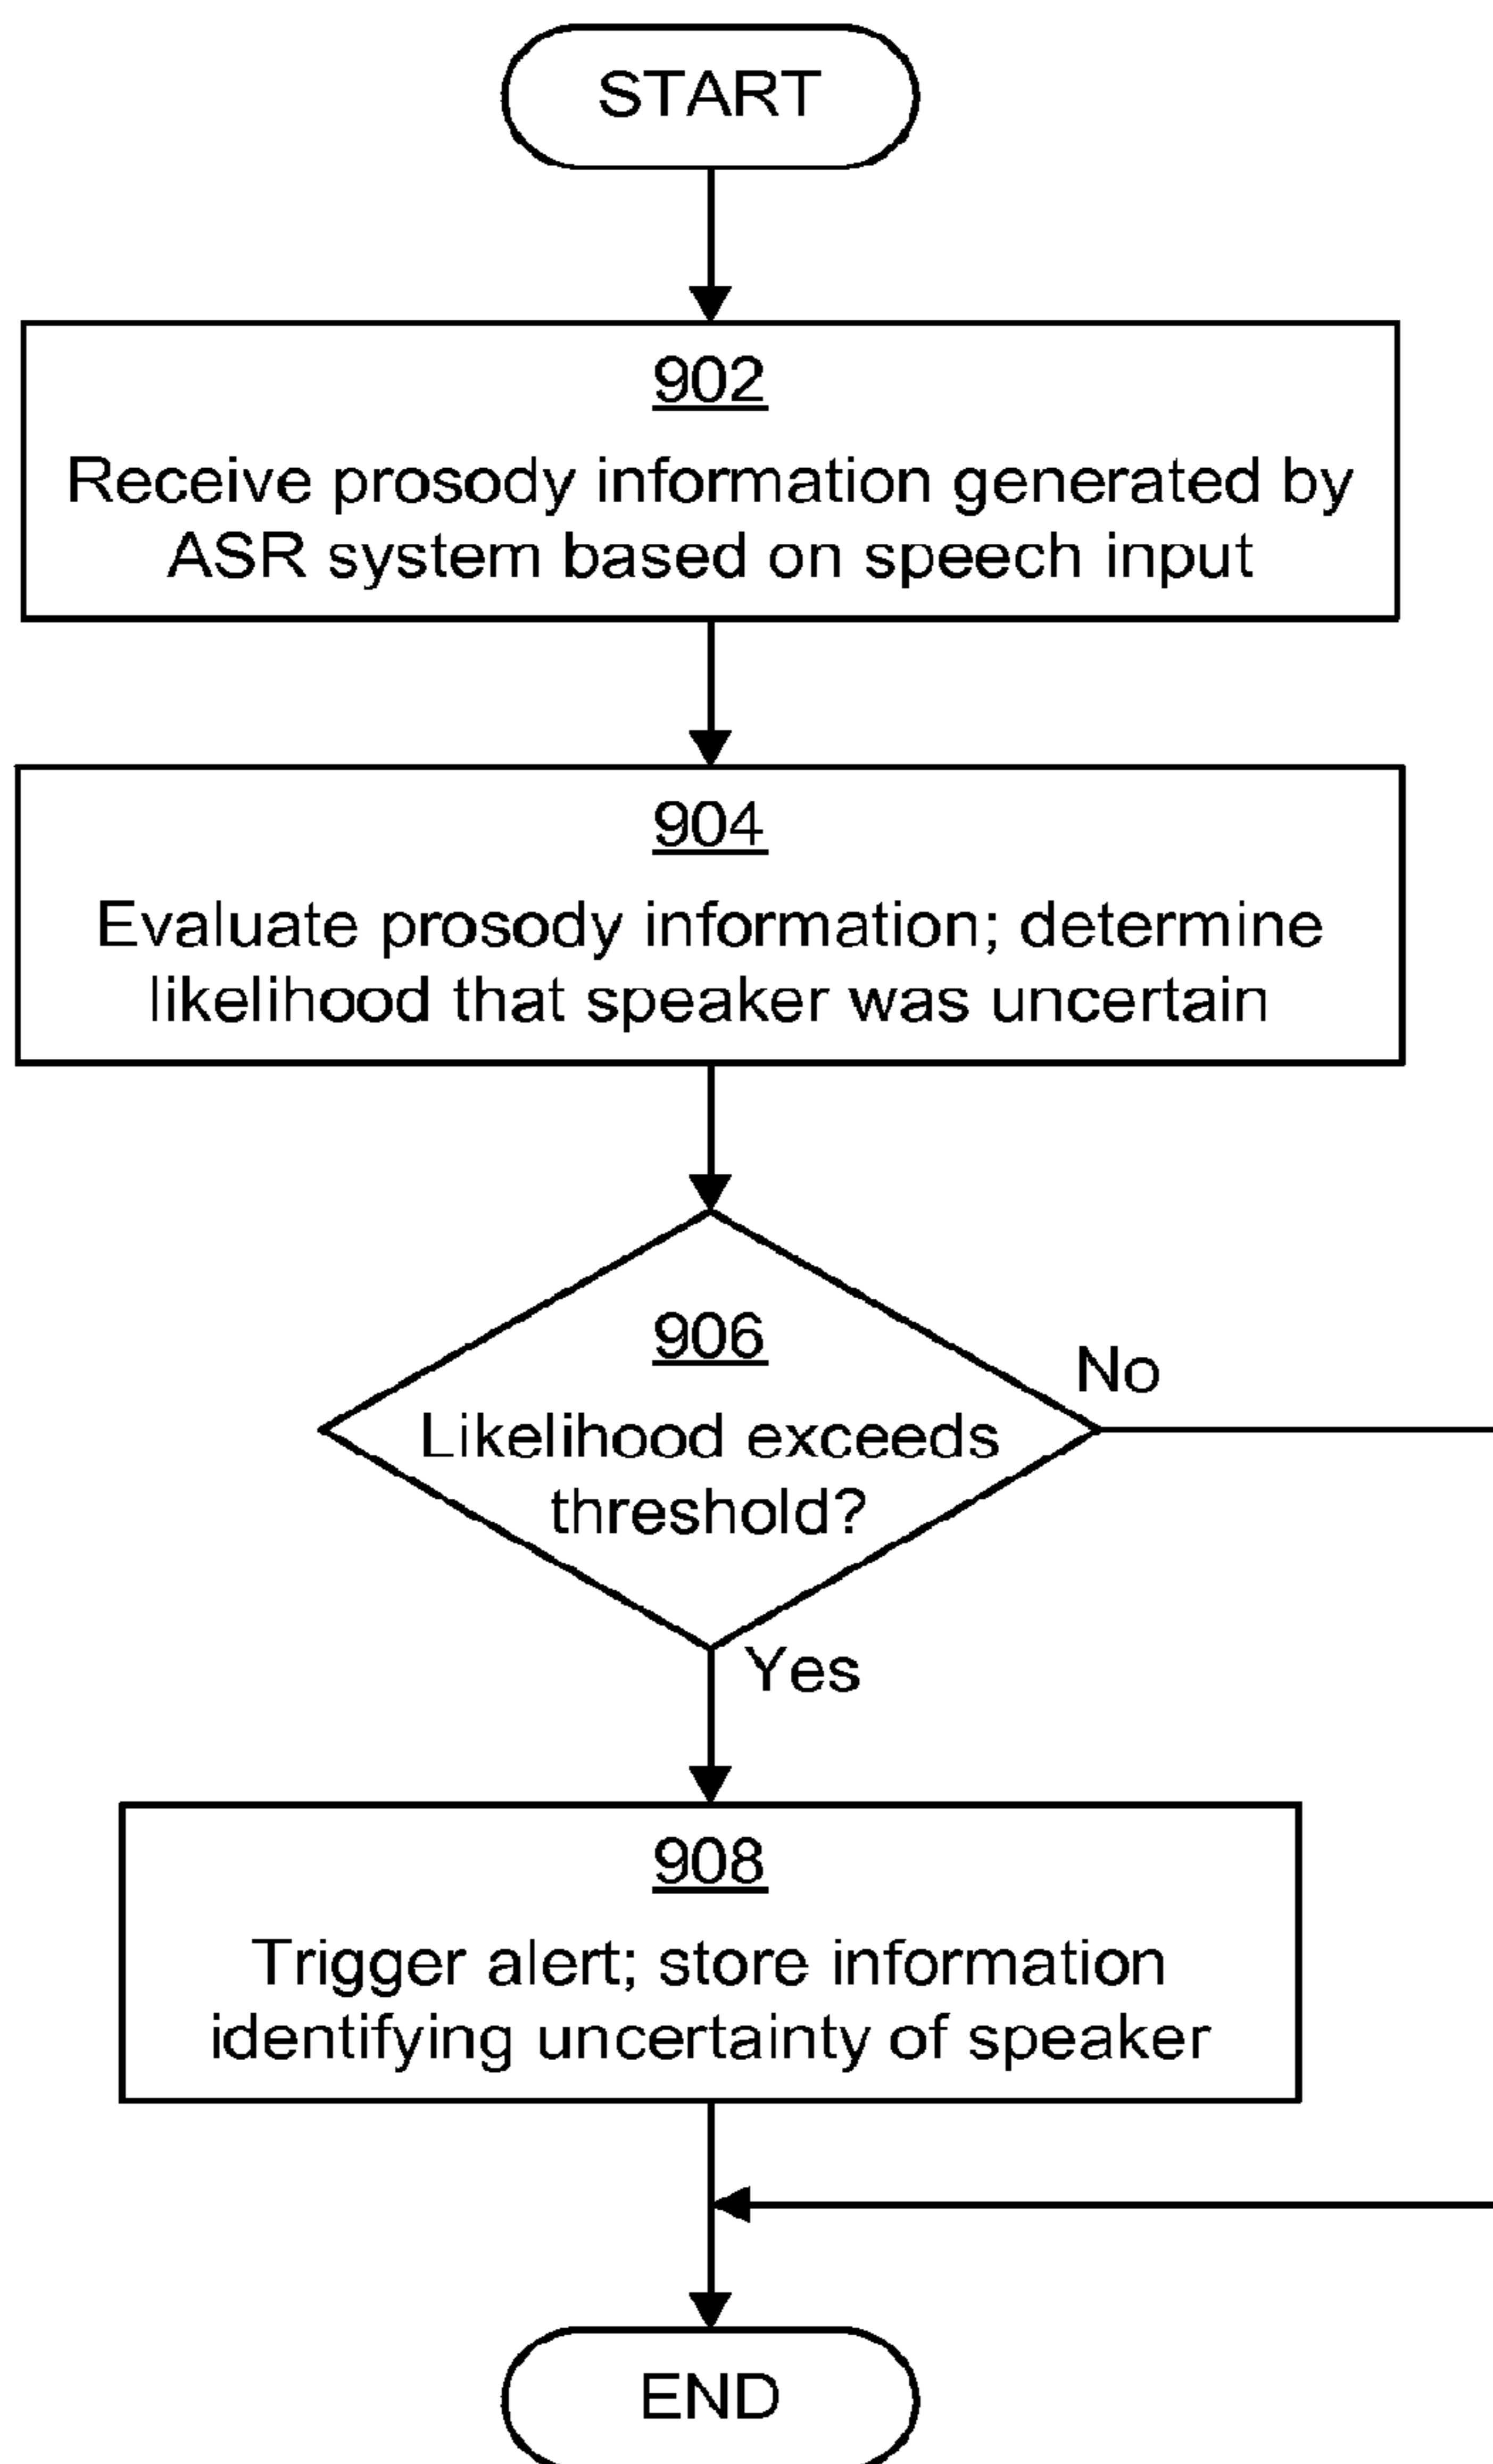 START
902
Receive prosody information generated by
ASR system based on speech input
904
Evaluate prosody information; determine
likelihood that speaker was uncertain
906
Likelihood exceeds
threshold?
No
Yes
908
Trigger alert; store information
identifying uncertainty of speaker
END